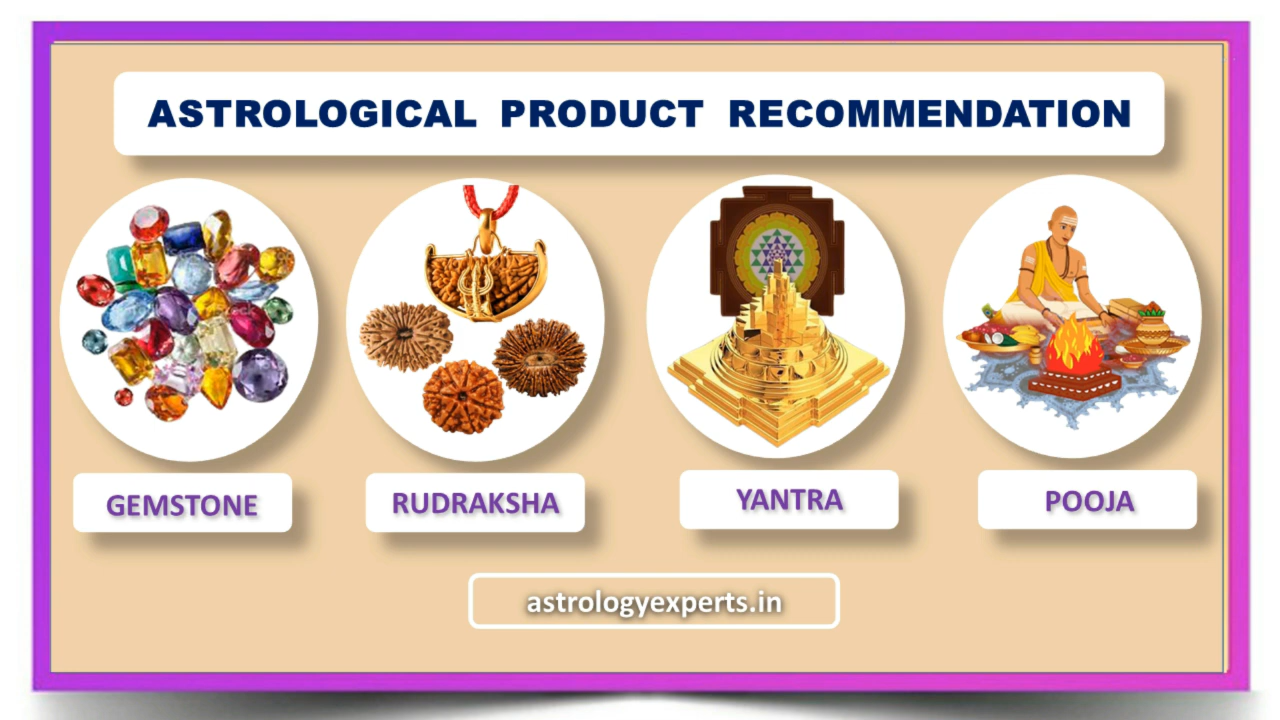 ASTROLOGICAL PRODUCT RECOMMENDATION
GEMSTONE
RUDRAKSHA
YANTRA
POOJA
astrologyexperts.in